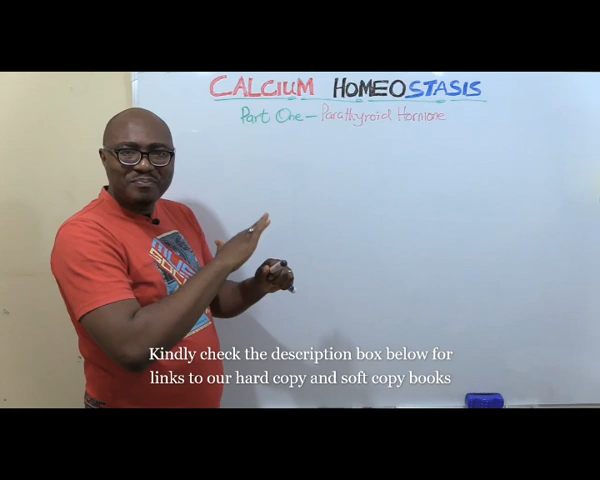 CALCIUM HOMEOSTASIS
Part One – Parathyroid Hormone
Kindly check the description box below for
links to our hard copy and soft copy books